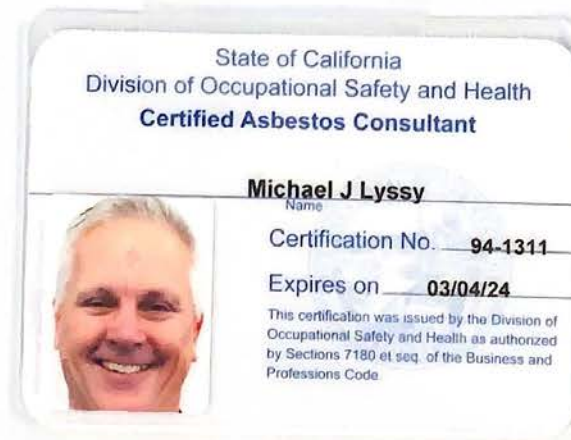 State of California
Division of Occupational Safety and Health
Certified Asbestos Consultant
Michael J Lyssy
Name
Certification No. 94-1311
Expires on 03/04/24
This certification was issued by the Division of
Occupational Safety and Health as authorized
by Sections 7180 et seq. of the Business and
Professions Code